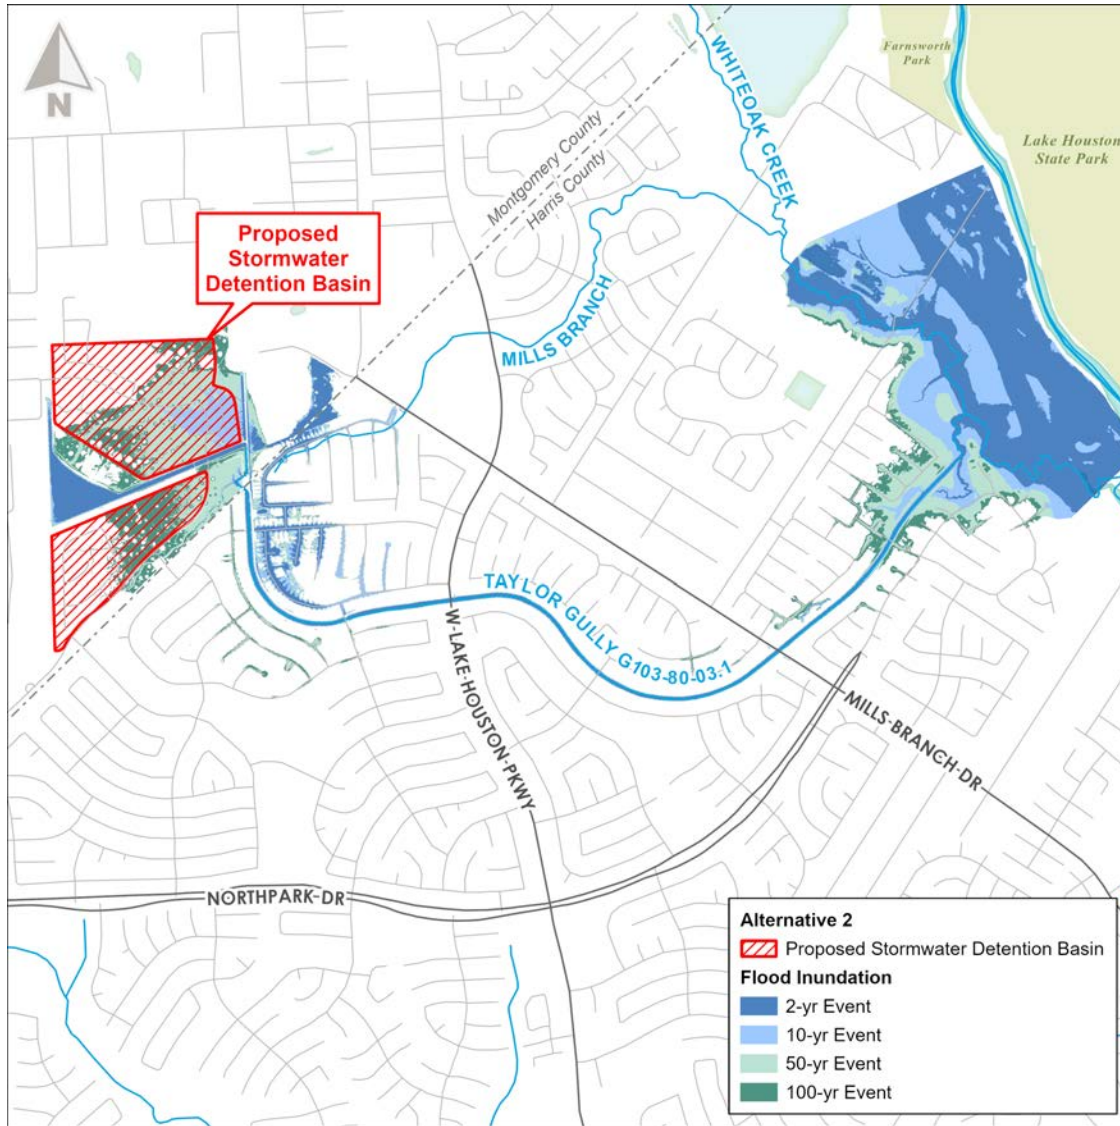 N
Farnsworth
Park
WHITEOAK CREEK
Lake Houston
State Park
Montgomery County
Harris County
Proposed
Stormwater
Detention Basin
MILLS BRANCH
TAYLOR GULLY G103-80-03.1
W-LAKE-HOUSTON-PKWY
MILLS-BRANCH-DR
NORTHPARK-DR
Alternative 2
Proposed Stormwater Detention Basin
Flood Inundation
2-yr Event
10-yr Event
50-yr Event
100-yr Event